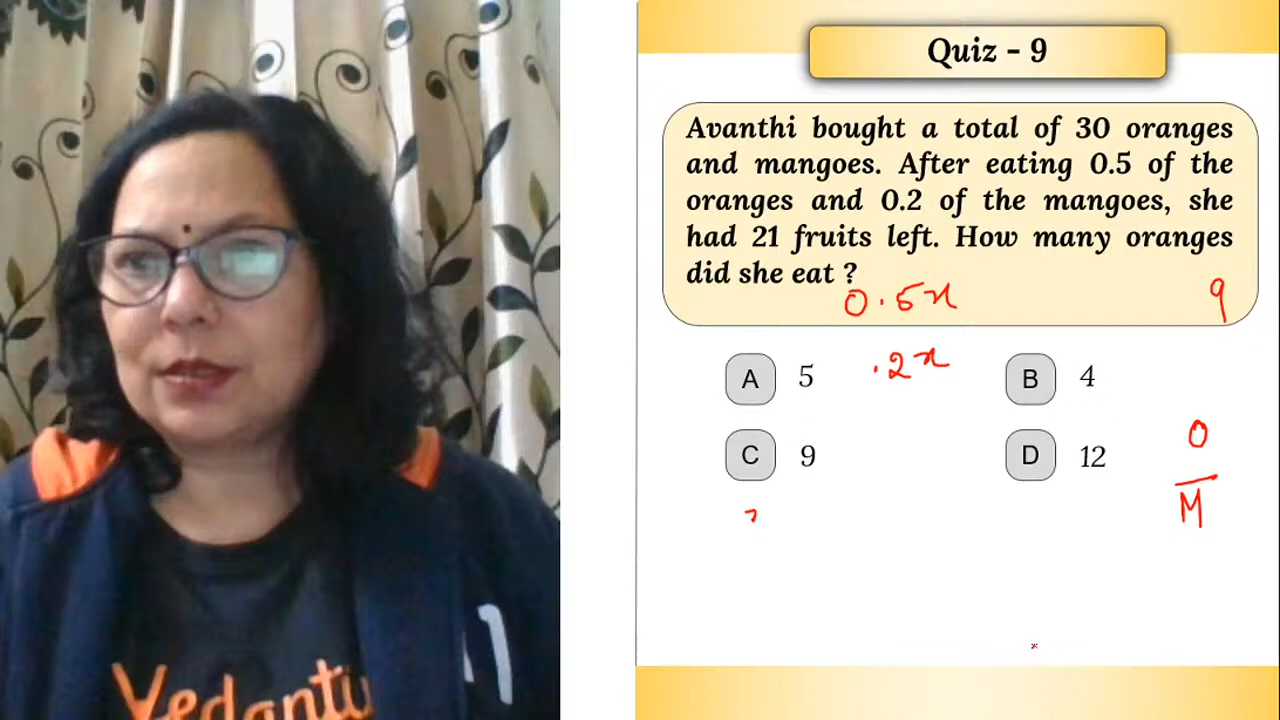 Quiz - 9
Avanthi bought a total of 30 oranges
and mangoes. After eating 0.5 of the
oranges and 0.2 of the mangoes, she
had 21 fruits left. How many oranges
did she eat ?
0.5x
9
A 5
.2x
B 4
C 9
D 12
O
M
Vedantu
1